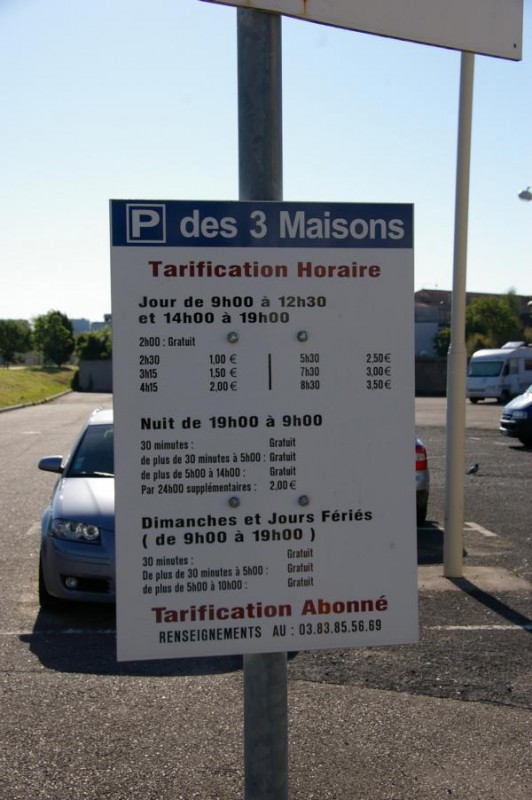 P des 3 Maisons
Tarification Horaire
Jour de 9h00 à 12h30
et 14h00 à 19h00
2h00 : Gratuit
2h30 1,00 € 5h30 2,50 €
3h15 1,50 € 7h30 3,00 €
4h15 2,00 € 8h30 3,50 €
Nuit de 19h00 à 9h00
30 minutes : Gratuit
de plus de 30 minutes à 5h00 : Gratuit
de plus de 5h00 à 14h00 : Gratuit
Par 24h00 supplémentaires : 2,00 €
Dimanches et Jours Fériés
( de 9h00 à 19h00 )
30 minutes : Gratuit
De plus de 30 minutes à 5h00 : Gratuit
de plus de 5h00 à 10h00 : Gratuit
Tarification Abonné
RENSEIGNEMENTS AU : 03.83.85.56.69